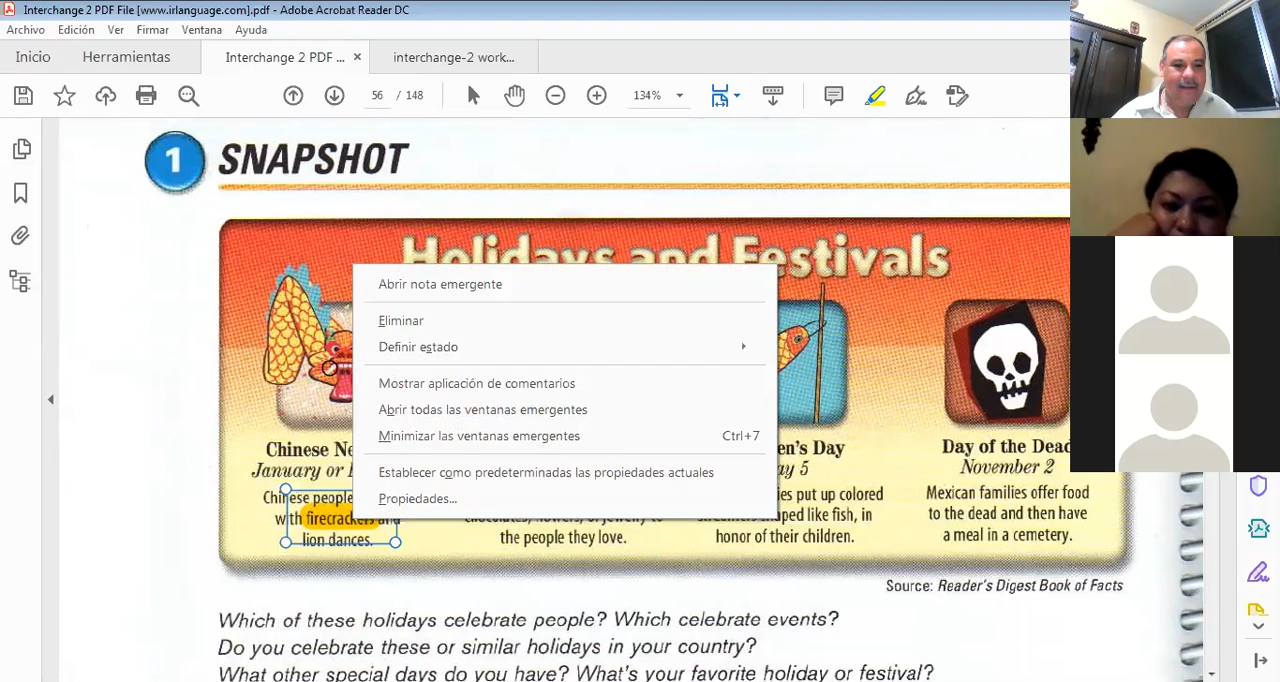 Interchange 2 PDF File [www.irlanguage.com].pdf - Adobe Acrobat Reader DC
Archivo Edición Ver Firmar Ventana Ayuda
Inicio Herramientas Interchange 2 PDF ... × interchange-2 work...
56 / 148 134%
1 SNAPSHOT
Holidays and Festivals
Abrir nota emergente
Eliminar
Definir estado
Mostrar aplicación de comentarios
Abrir todas las ventanas emergentes
Minimizar las ventanas emergentes Ctrl+7
Establecer como predeterminadas las propiedades actuales
Propiedades...
Chinese Ne
January or
Chinese people
with firecrackers and
lion dances.
chocolates, flowers, or jewelry to
the people they love.
en's Day
ay 5
ies put up colored
streamers shaped like fish, in
honor of their children.
Day of the Dead
November 2
Mexican families offer food
to the dead and then have
a meal in a cemetery.
Source: Reader's Digest Book of Facts
Which of these holidays celebrate people? Which celebrate events?
Do you celebrate these or similar holidays in your country?
What other special days do you have? What's your favorite holiday or festival?